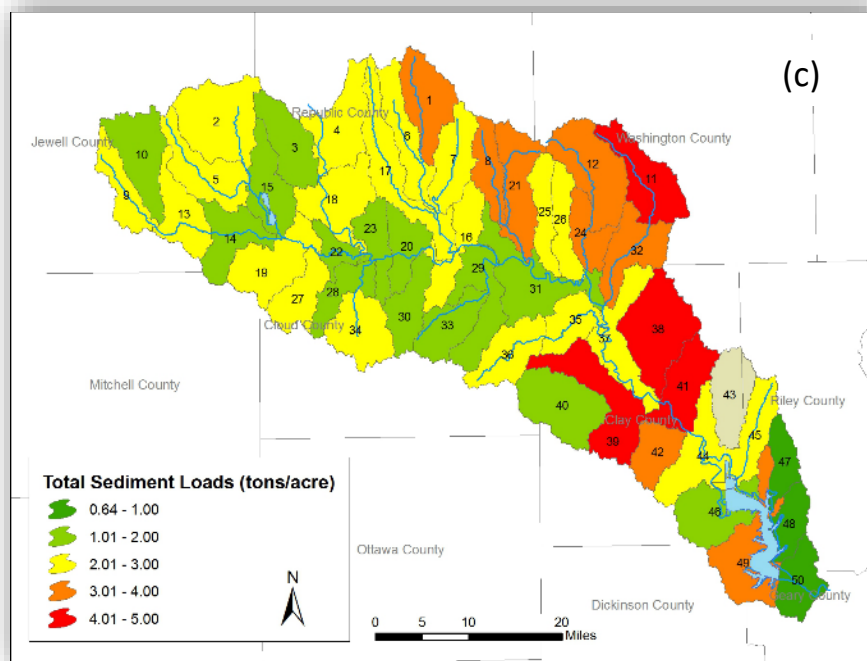 (c)
1
Republic County
2
4
6
Washington County
Jewell County
3
12
10
7
8
11
17
5
21
15
9
18
25
26
13
23
16
24
14
20
32
22
19
29
31
28
27
30
35
Cloud County
33
38
34
37
36
41
Mitchell County
43
40
Riley County
Clay County
45
39
42
44
47
Total Sediment Loads (tons/acre)
0.64 - 1.00
1.01 - 2.00
46
48
2.01 - 3.00
Ottawa County
3.01 - 4.00
49
50
N
Geary County
4.01 - 5.00
Dickinson County
0 5 10 20
Miles